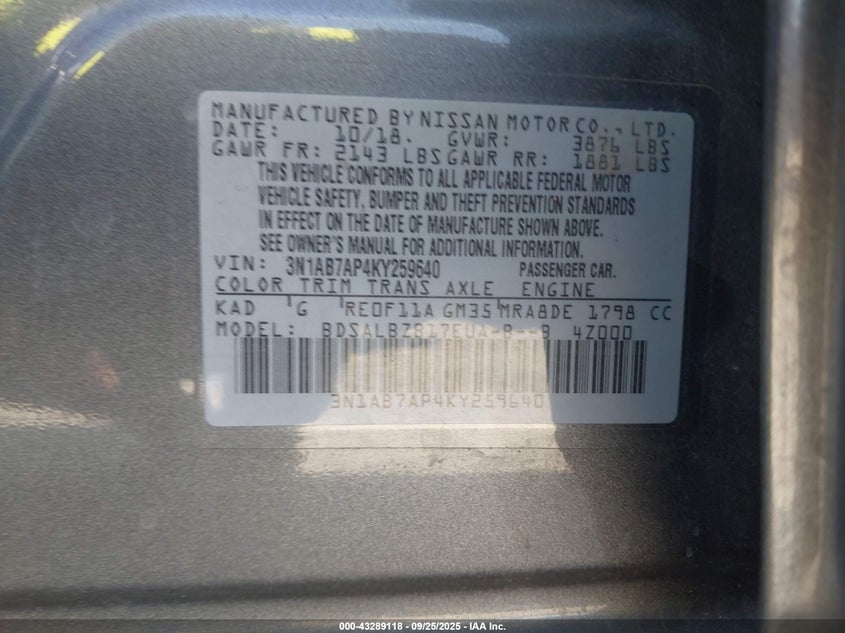 MANUFACTURED BY NISSAN MOTOR CO., LTD.
DATE: 10/18. GVWR: 3876 LBS
GAWR FR: 2143 LBS GAWR RR: 1881 LBS
THIS VEHICLE CONFORMS TO ALL APPLICABLE FEDERAL MOTOR
VEHICLE SAFETY, BUMPER AND THEFT PREVENTION STANDARDS
IN EFFECT ON THE DATE OF MANUFACTURE SHOWN ABOVE.
SEE OWNER'S MANUAL FOR ADDITIONAL INFORMATION.
VIN: 3N1AB7AP4KY259640 PASSENGER CAR.
COLOR TRIM TRANS AXLE ENGINE
KAD G RE0F11A GM35 MRA8DE 1798 CC
MODEL: BDSALBZB17EUA-B--B 4Z000
3N1AB7AP4KY259640
000-43289118 - 09/25/2025 - IAA Inc.